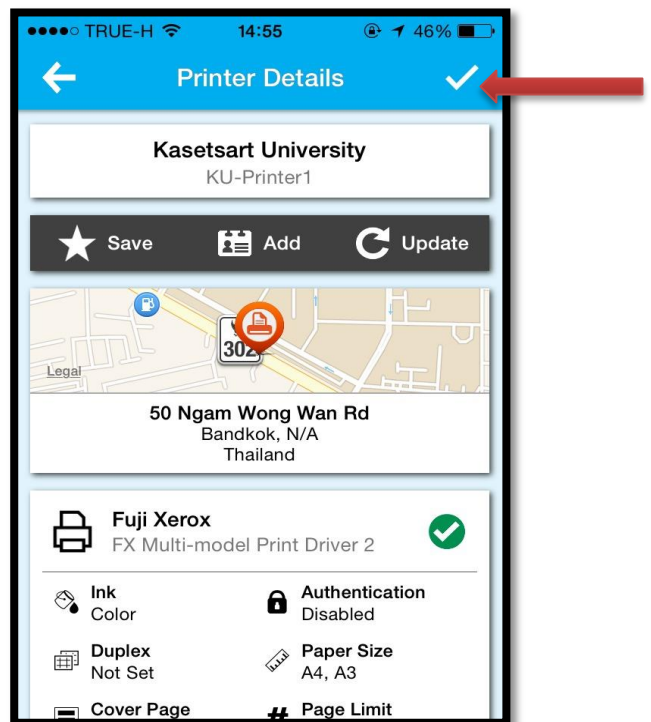 TRUE-H 14:55 46%
Printer Details
Kasetsart University
KU-Printer1
Save Add Update
302
Legal
50 Ngam Wong Wan Rd
Bandkok, N/A
Thailand
Fuji Xerox
FX Multi-model Print Driver 2
Ink Authentication
Color Disabled
Duplex Paper Size
Not Set A4, A3
Cover Page # Page Limit